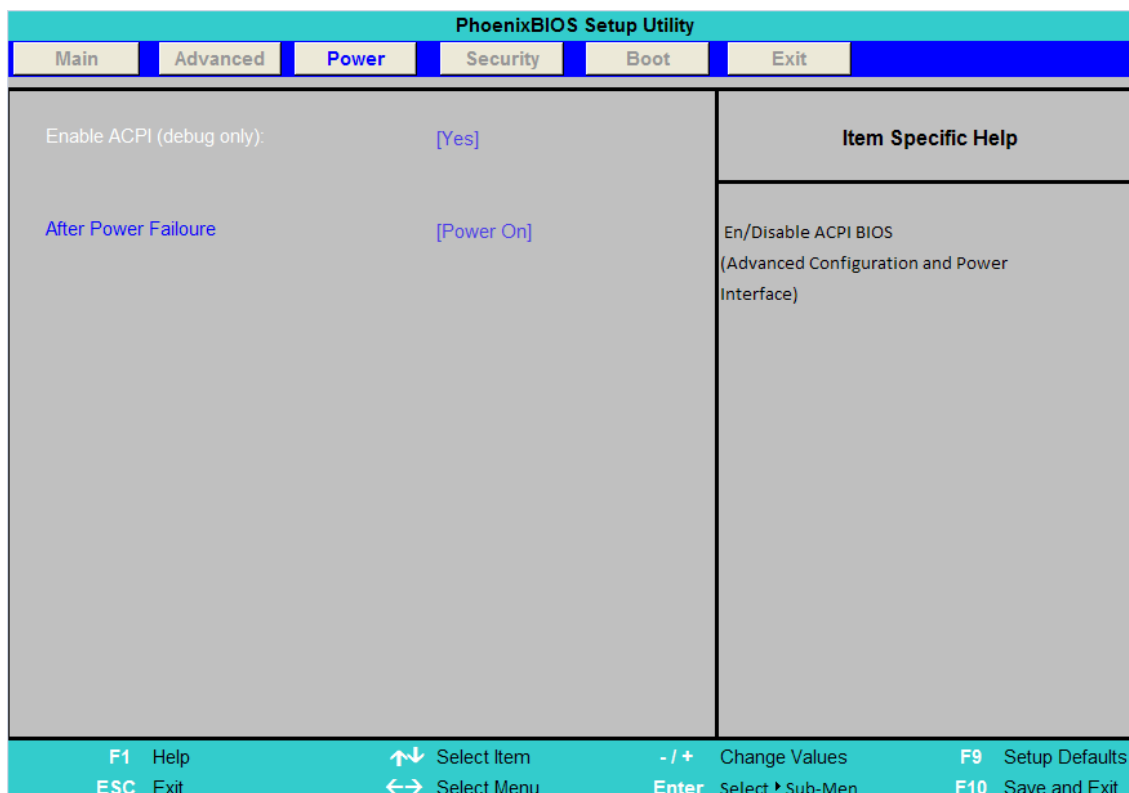 PhoenixBIOS Setup Utility
Main Advanced Power Security Boot Exit
Enable ACPI (debug only): [Yes]
After Power Failoure [Power On]
Item Specific Help
En/Disable ACPI BIOS
(Advanced Configuration and Power
Interface)
F1 Help ↑↓ Select Item - / + Change Values F9 Setup Defaults
ESC Exit ←→ Select Menu Enter Select ▸ Sub-Men F10 Save and Exit